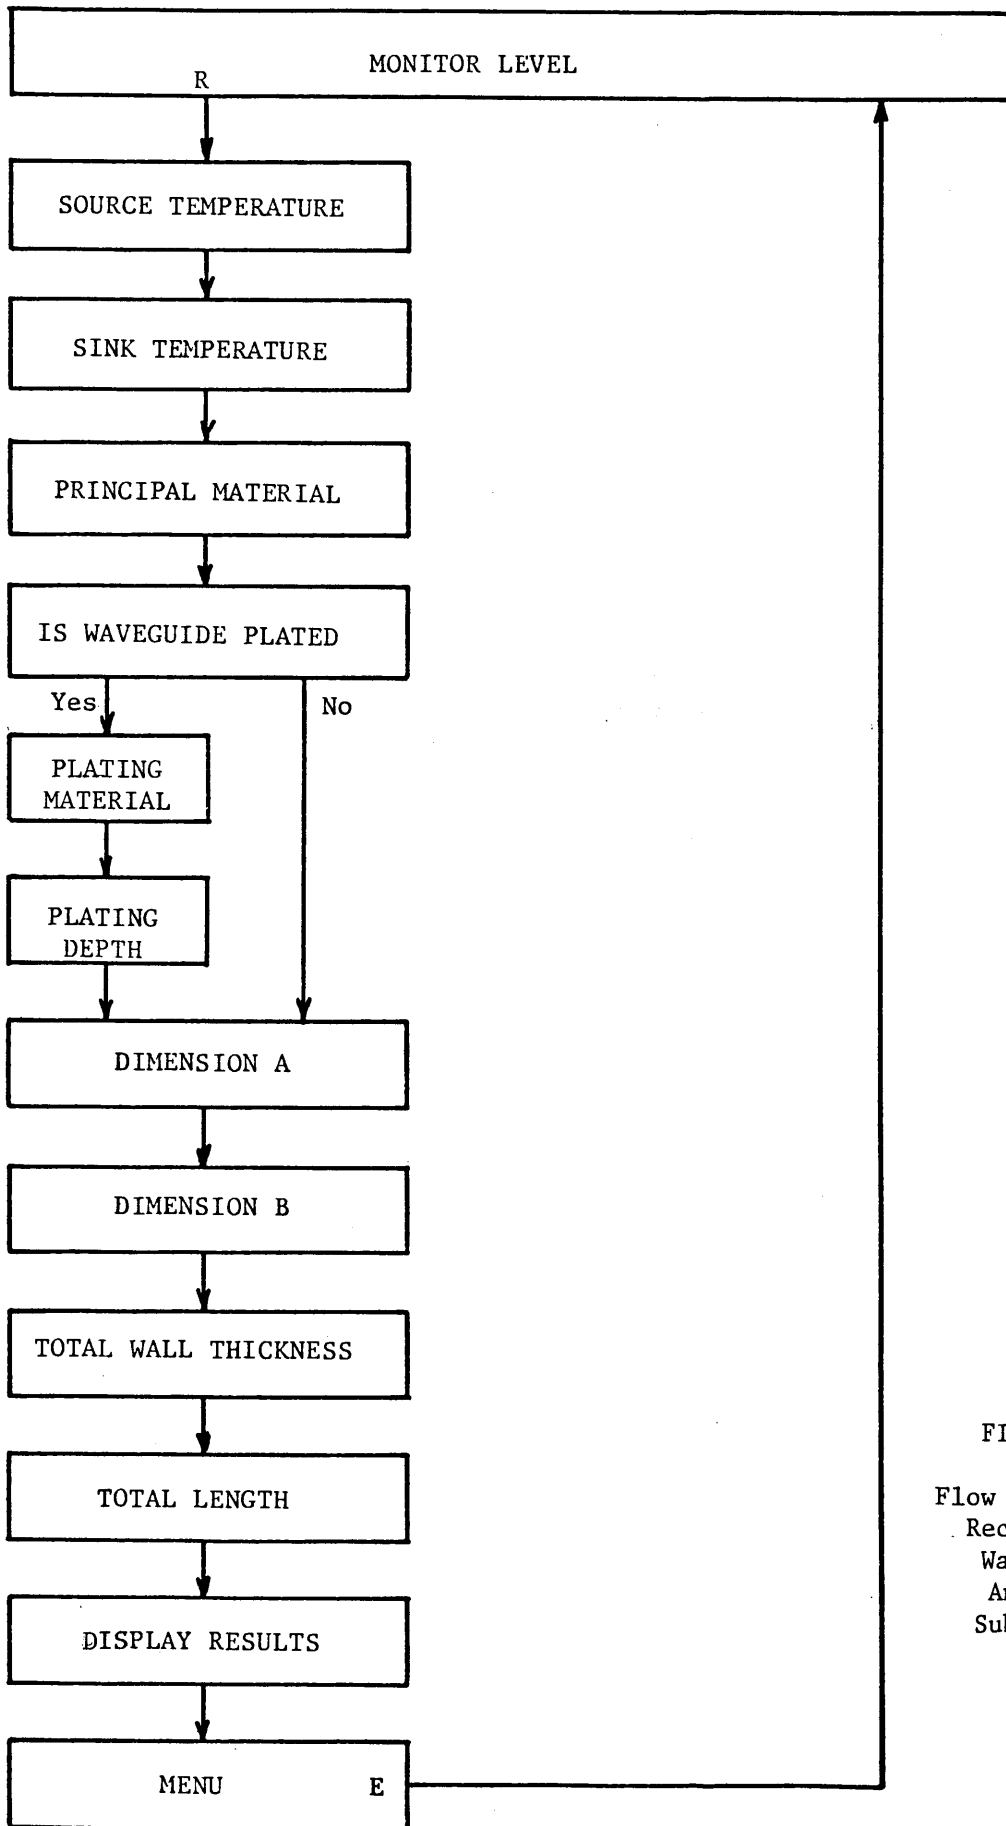 MONITOR LEVEL
R
SOURCE TEMPERATURE
SINK TEMPERATURE
PRINCIPAL MATERIAL
IS WAVEGUIDE PLATED
Yes
No
PLATING
MATERIAL
PLATING
DEPTH
DIMENSION A
DIMENSION B
TOTAL WALL THICKNESS
TOTAL LENGTH
DISPLAY RESULTS
MENU E
Flow